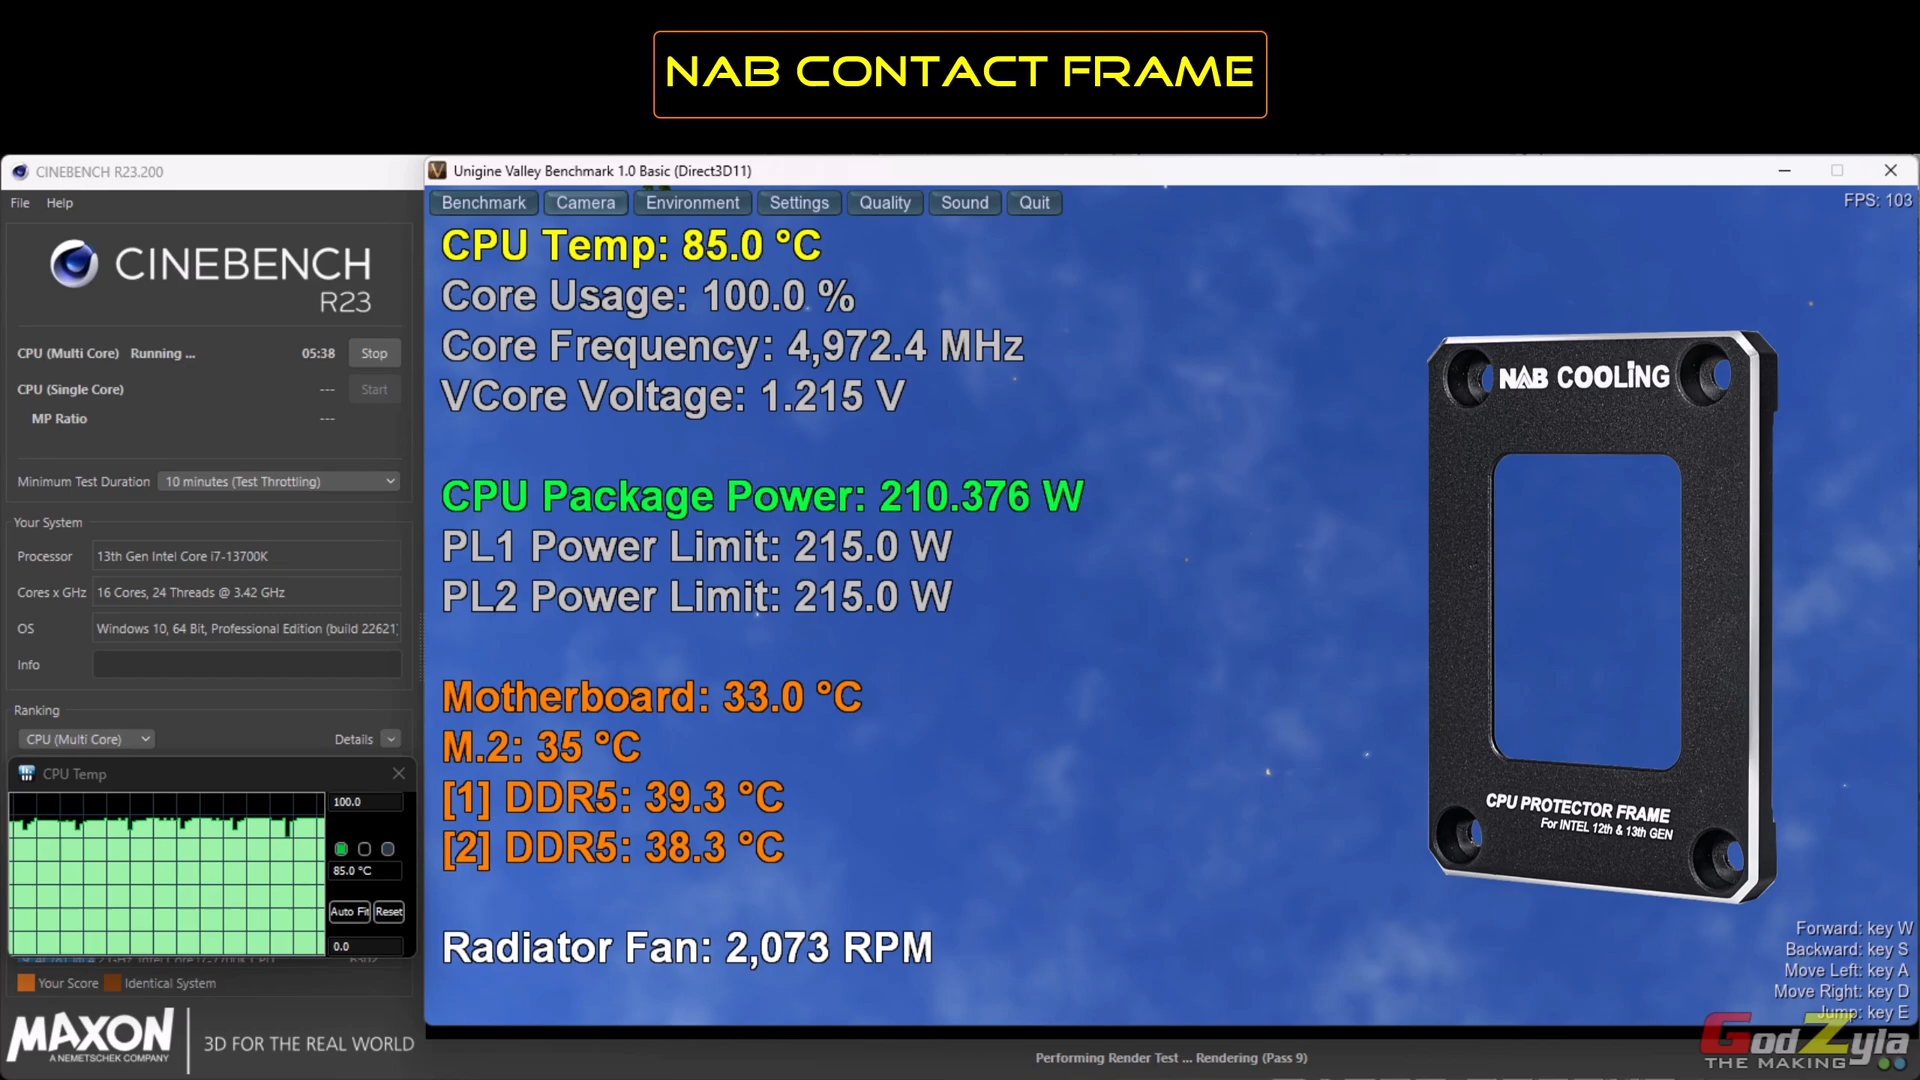 NAB CONTACT FRAME
CINEBENCH R23.200
Unigine Valley Benchmark 1.0 Basic (Direct3D11)
File Help
Benchmark Camera Environment Settings Quality Sound Quit
FPS: 103
CINEBENCH
R23
CPU (Multi Core) Running ... 05:38 Stop
CPU (Single Core) --- Start
MP Ratio ---
Minimum Test Duration 10 minutes (Test Throttling)
Your System
Processor 13th Gen Intel Core i7-13700K
Cores x GHz 16 Cores, 24 Threads @ 3.42 GHz
OS Windows 10, 64 Bit, Professional Edition (build 22621)
Info
Ranking
CPU (Multi Core) Details
CPU Temp
100.0
85.0 °C
Auto Fit Reset
0.0
Your Score Identical System
MAXON
A NEMETSCHEK COMPANY
3D FOR THE REAL WORLD
CPU Temp: 85.0 °C
Core Usage: 100.0 %
Core Frequency: 4,972.4 MHz
VCore Voltage: 1.215 V
CPU Package Power: 210.376 W
PL1 Power Limit: 215.0 W
PL2 Power Limit: 215.0 W
Motherboard: 33.0 °C
M.2: 35 °C
[1] DDR5: 39.3 °C
[2] DDR5: 38.3 °C
Radiator Fan: 2,073 RPM
NAB COOLING
CPU PROTECTOR FRAME
For INTEL 12th & 13th GEN
Forward: key W
Backward: key S
Move Left: key A
Move Right: key D
Jump: key E
Performing Render Test ... Rendering (Pass 9)
GodZyla
THE MAKING